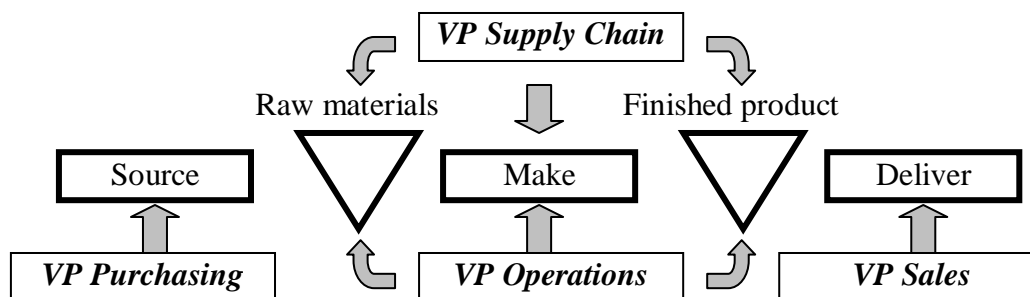 VP Supply Chain
Raw materials
Finished product
Source
Make
Deliver
VP Purchasing
VP Operations
VP Sales